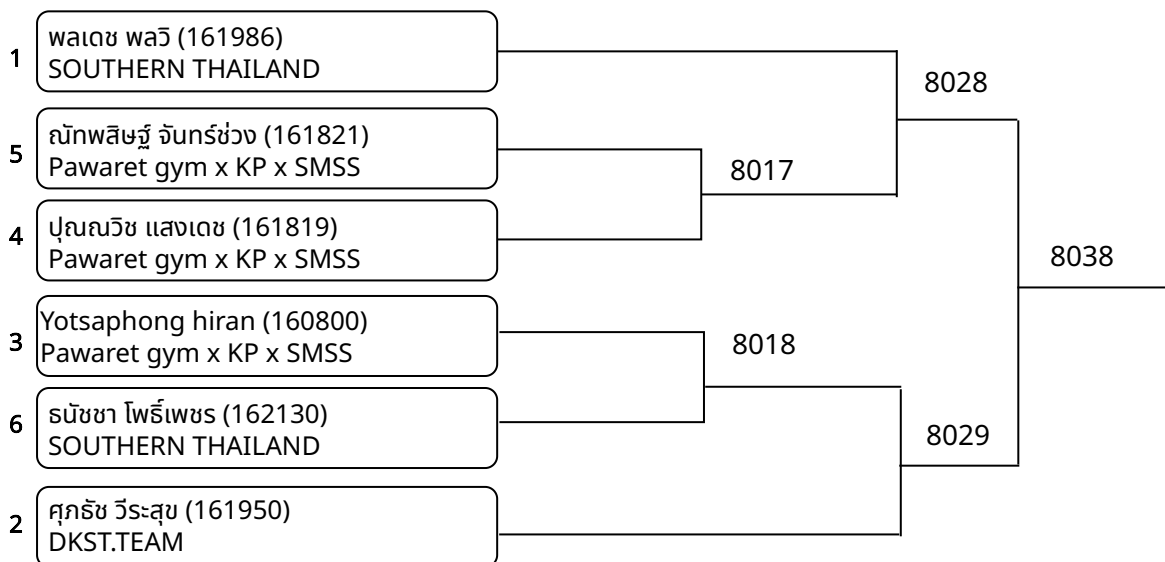 1
พลเดช พลวิ (161986)
SOUTHERN THAILAND
8028
5
ณัทพสิษฐ์ จันทร์ช่วง (161821)
Pawaret gym x KP x SMSS
8017
4
ปุณณวิช แสงเดช (161819)
Pawaret gym x KP x SMSS
8038
3
Yotsaphong hiran (160800)
Pawaret gym x KP x SMSS
8018
6
ธนัชชา โพธิ์เพชร (162130)
SOUTHERN THAILAND
8029
2
ศุภธัช วีระสุข (161950)
DKST.TEAM